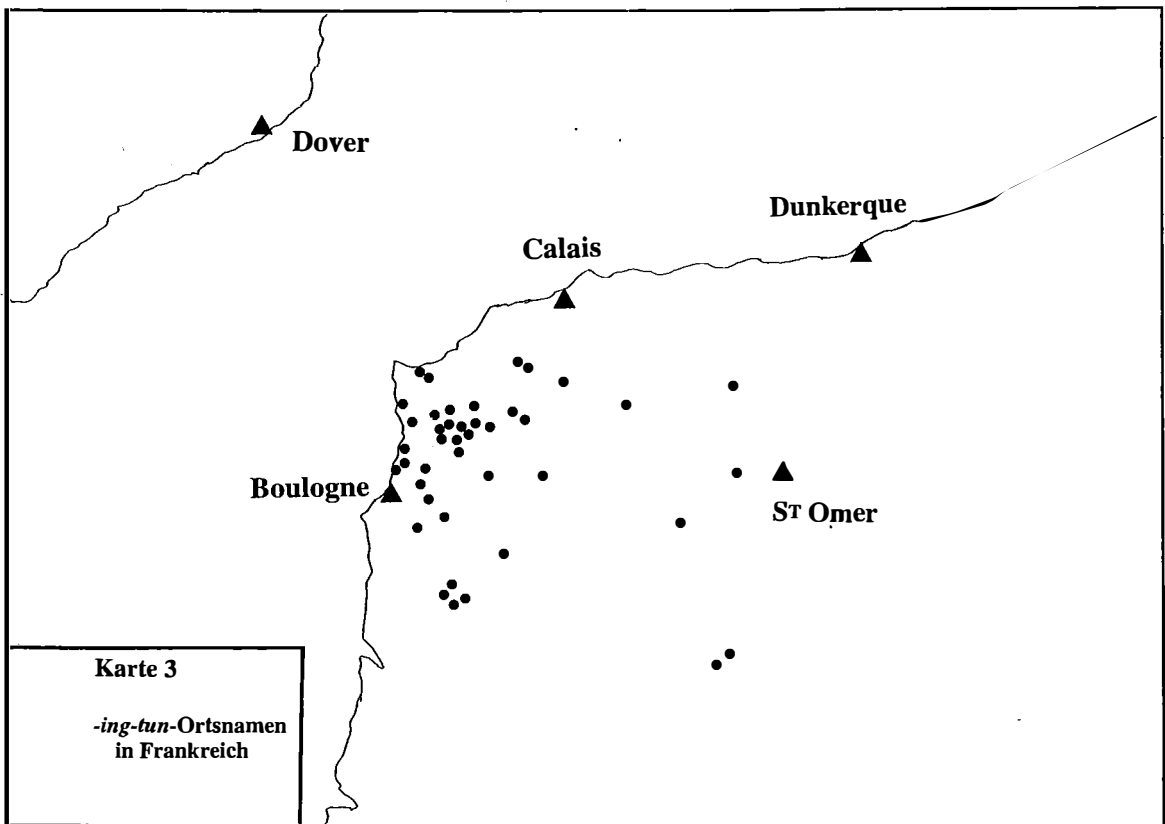 Dover
Dunkerque
Calais
Boulogne
ST Omer
Karte 3
-ing-tun-Ortsnamen
in Frankreich